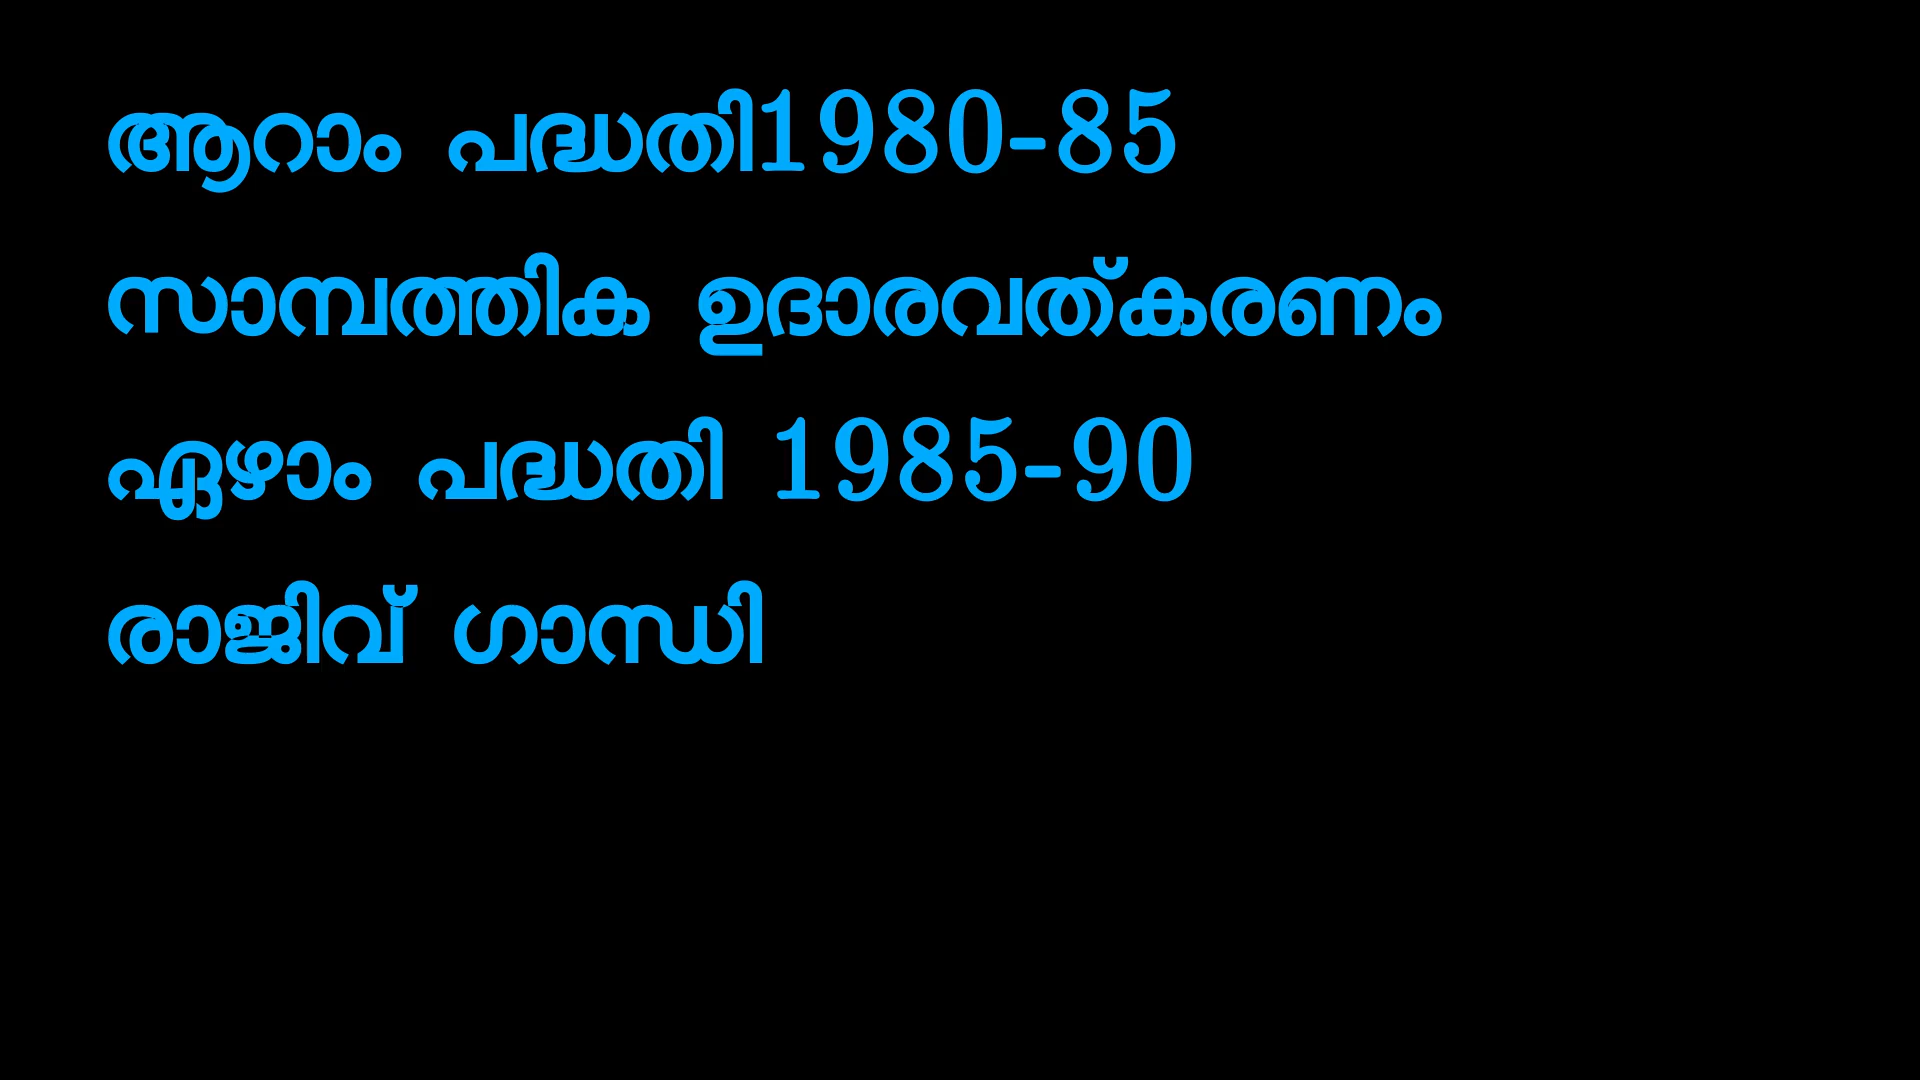 ആറാം പദ്ധതി1980-85
സാമ്പത്തിക ഉദാരവത്കരണം
ഏഴാം പദ്ധതി 1985-90
രാജിവ് ഗാന്ധി